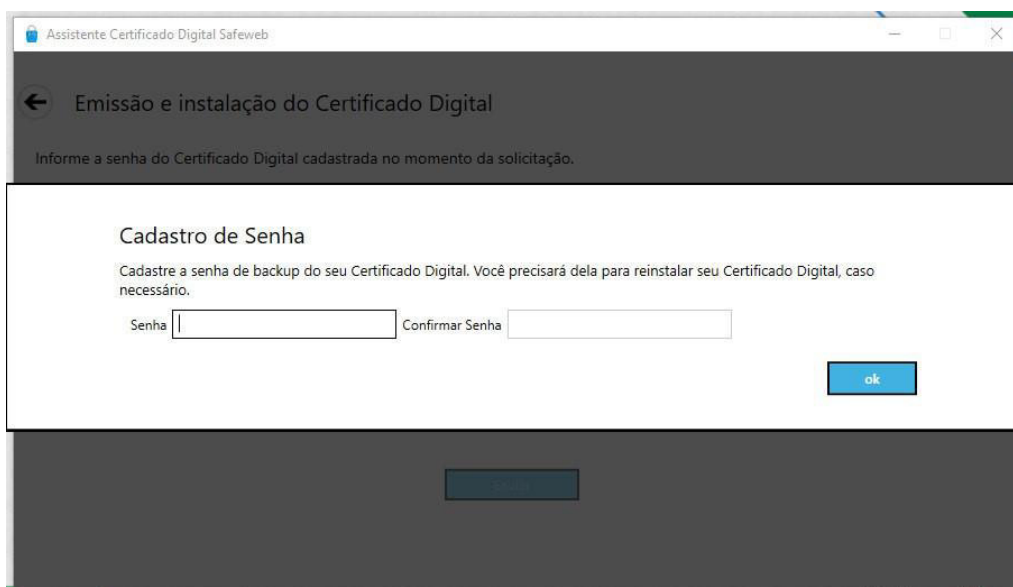 Assistente Certificado Digital Safeweb
Emissão e instalação do Certificado Digital
Informe a senha do Certificado Digital cadastrada no momento da solicitação.
Cadastro de Senha
Cadastre a senha de backup do seu Certificado Digital. Você precisará dela para reinstalar seu Certificado Digital, caso
necessário.
Senha
Confirmar Senha
ok